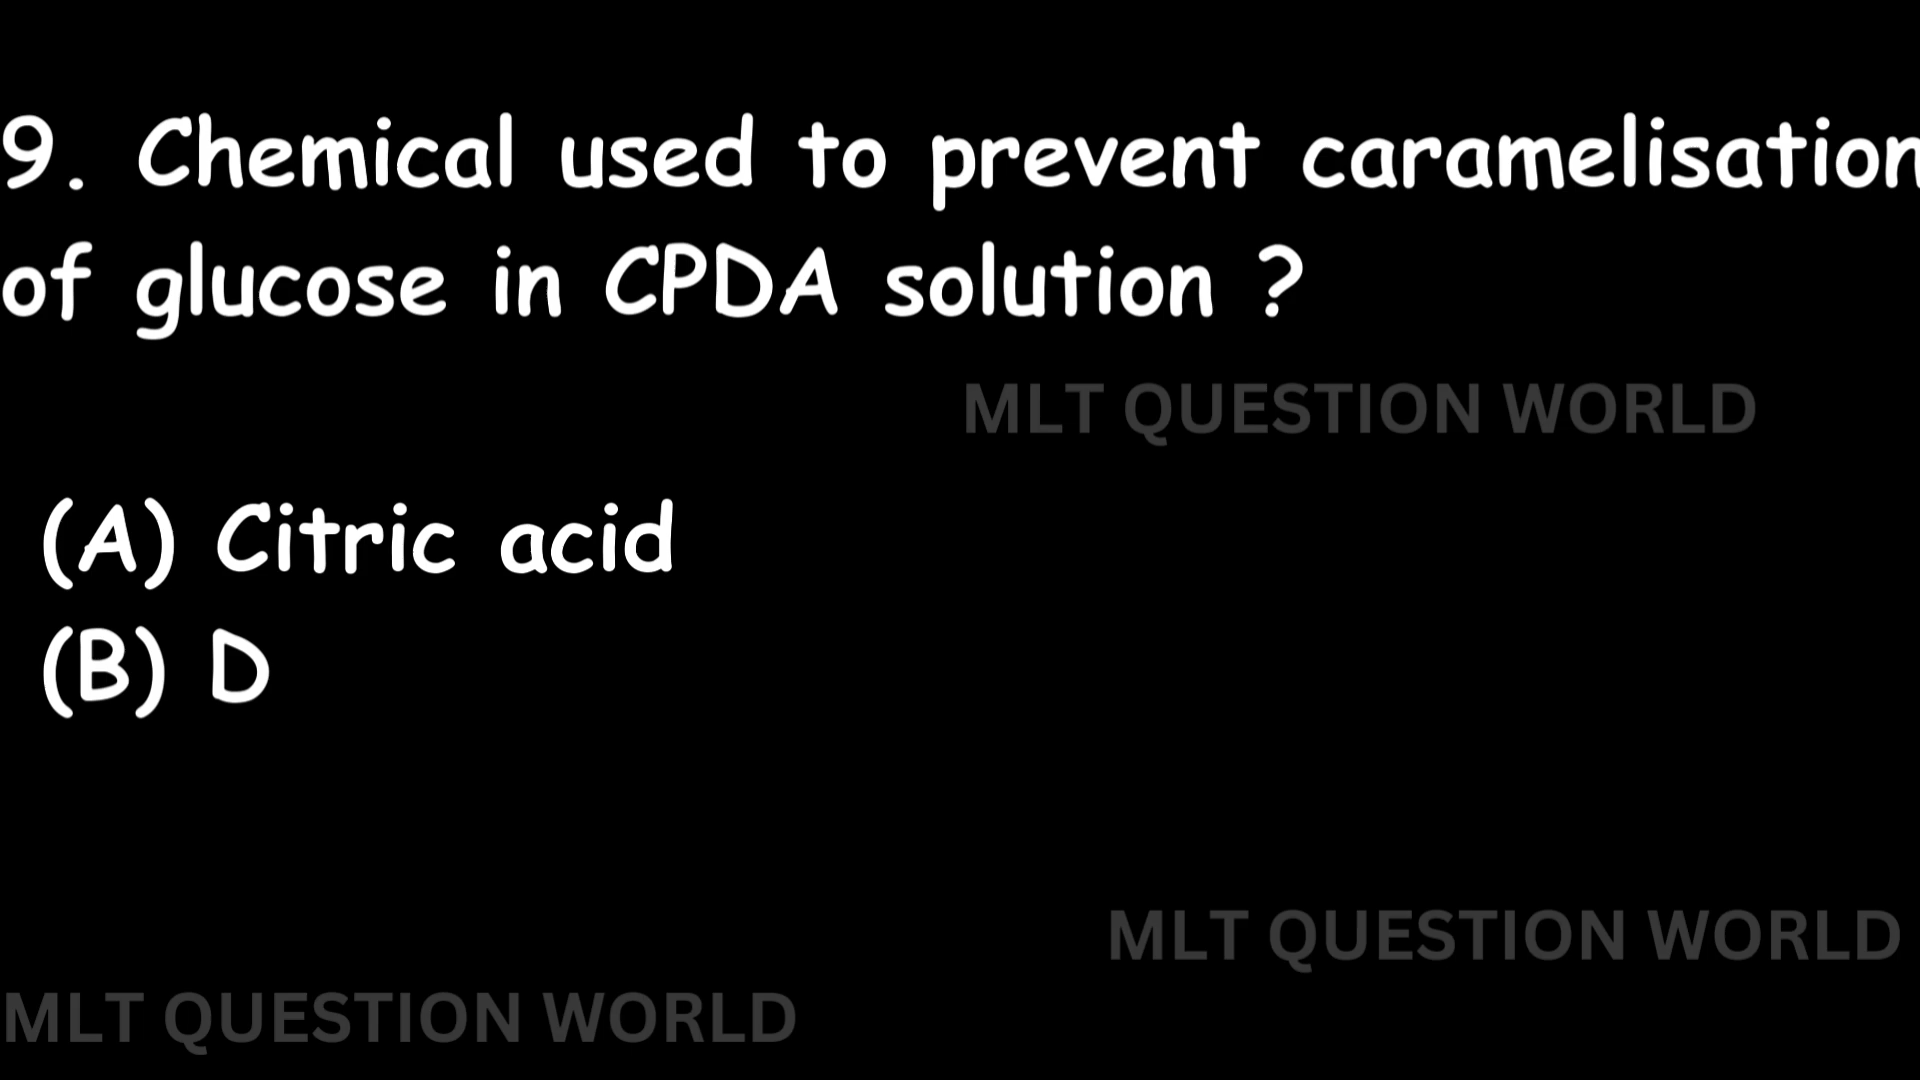 9. Chemical used to prevent caramelisation
of glucose in CPDA solution ?
MLT QUESTION WORLD
(A) Citric acid
(B) D
MLT QUESTION WORLD
MLT QUESTION WORLD